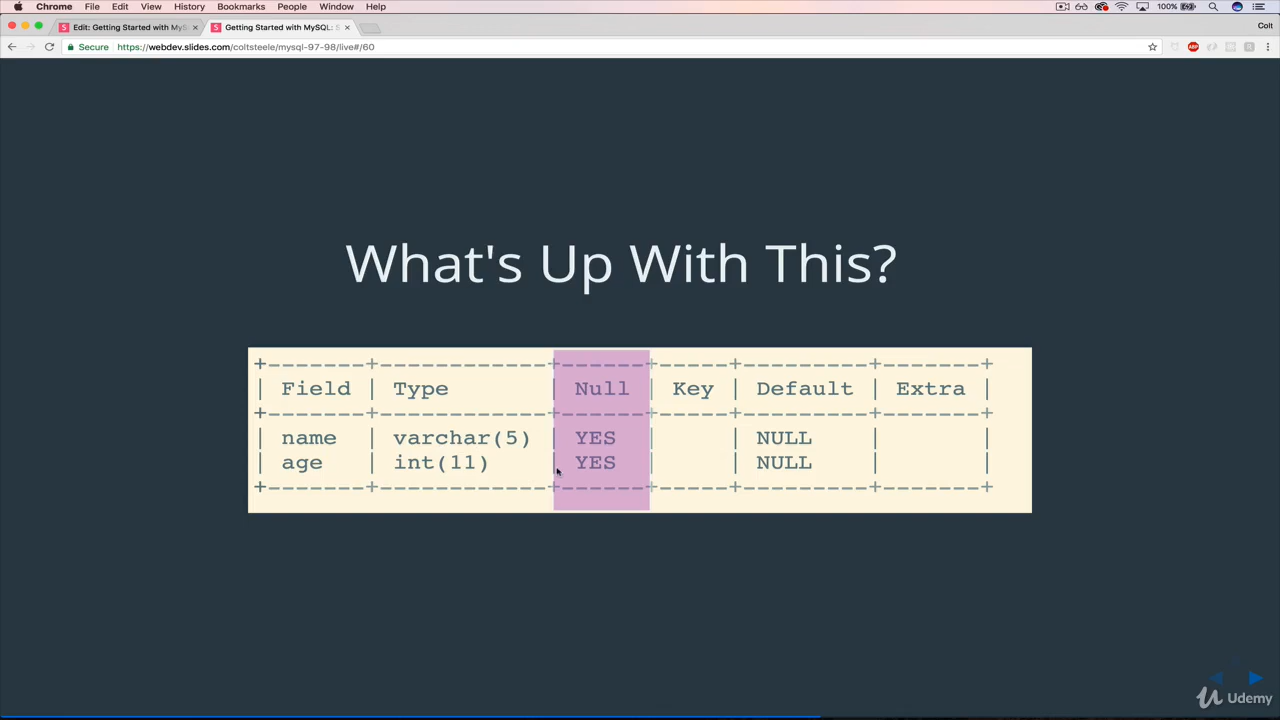 Chrome File Edit View History Bookmarks People Window Help 100%
Edit: Getting Started with MyS Getting Started with MySQL: S Colt
Secure https://webdev.slides.com/coltsteele/mysql-97-98/live#/60 ABP
What's Up With This?
+-------+------------+------+-----+---------+-------+
| Field | Type | Null | Key | Default | Extra |
+-------+------------+------+-----+---------+-------+
| name | varchar(5) | YES | | NULL | |
| age | int(11) | YES | | NULL | |
+-------+------------+------+-----+---------+-------+
Udemy